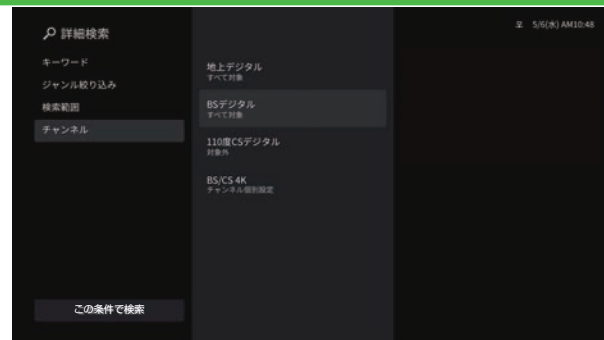 詳細検索
5/6(水) AM10:48
キーワード
ジャンル絞り込み
検索範囲
チャンネル
地上デジタル
すべて対象
BSデジタル
すべて対象
110度CSデジタル
対象外
BS/CS 4K
チャンネル個別設定
この条件で検索